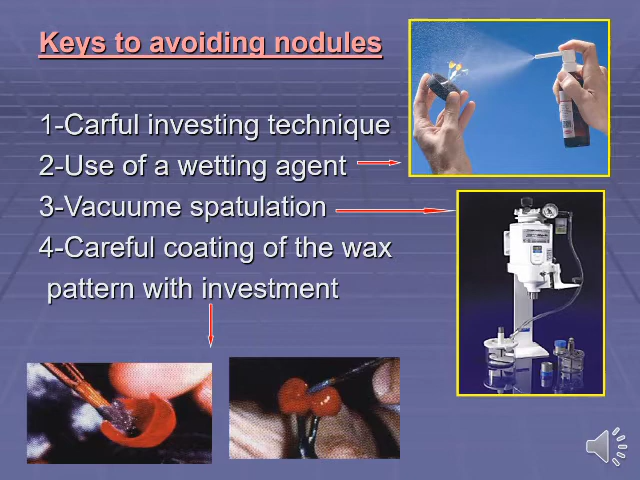 Keys to avoiding nodules
1-Carful investing technique
2-Use of a wetting agent
3-Vacuume spatulation
4-Careful coating of the wax
pattern with investment